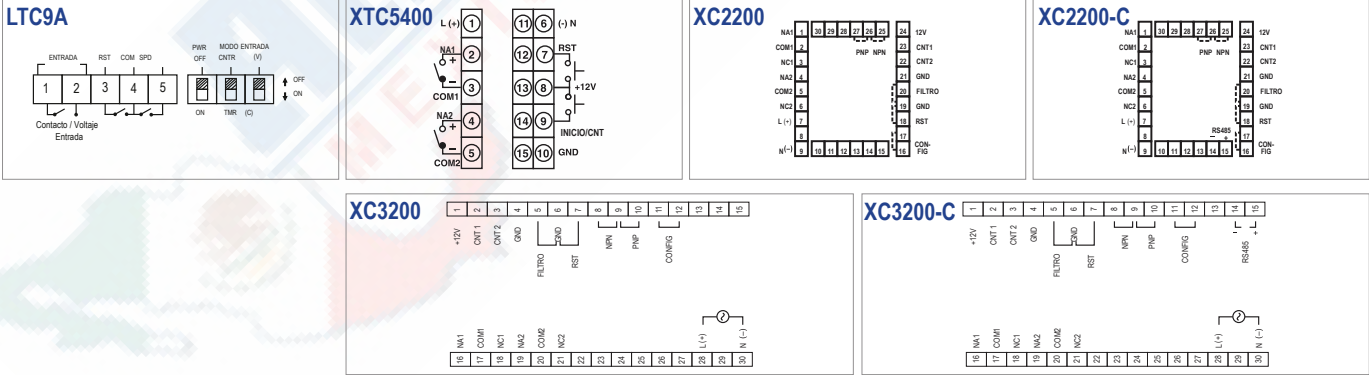 LTC9A
ENTRADA RST COM SPD
1 2 3 4 5
Contacto / Voltaje
Entrada
PWR MODO ENTRADA
OFF CNTR (V)
OFF
ON
ON TMR (C)
XTC5400
L (+) 1 11 6 (-) N
NA1 2 12 7 RST
+
- 3 13 8 +12V
COM1
NA2 4 14 9
+
- INICIO/CNT
5 15 10 GND
COM2
XC2200
NA1 1 30 29 28 27 26 25 24 12V
COM1 2 PNP NPN 23 CNT1
NC1 3 22 CNT2
NA2 4 21 GND
COM2 5 20 FILTRO
NC2 6 19 GND
L (+) 7 18 RST
8 17 CON-
N(–) 9 10 11 12 13 14 15 16 FIG
XC2200-C
NA1 1 30 29 28 27 26 25 24 12V
COM1 2 PNP NPN 23 CNT1
NC1 3 22 CNT2
NA2 4 21 GND
COM2 5 20 FILTRO
NC2 6 19 GND
L (+) 7 18 RST
8 RS485 17 CON-
– +
N(–) 9 10 11 12 13 14 15 16 FIG
XC3200
1 2 3 4 5 6 7 8 9 10 11 12 13 14 15
+12V CNT 1 CNT 2 GND FILTRO GND RST NPN PNP CONFIG
NA1 COM1 NC1 NA2 COM2 NC2 L (+) N (–)
16 17 18 19 20 21 22 23 24 25 26 27 28 29 30
XC3200-C
1 2 3 4 5 6 7 8 9 10 11 12 13 14 15
+12V CNT 1 CNT 2 GND FILTRO GND RST NPN PNP CONFIG – RS485 +
NA1 COM1 NC1 NA2 COM2 NC2 L (+) N (–)
16 17 18 19 20 21 22 23 24 25 26 27 28 29 30